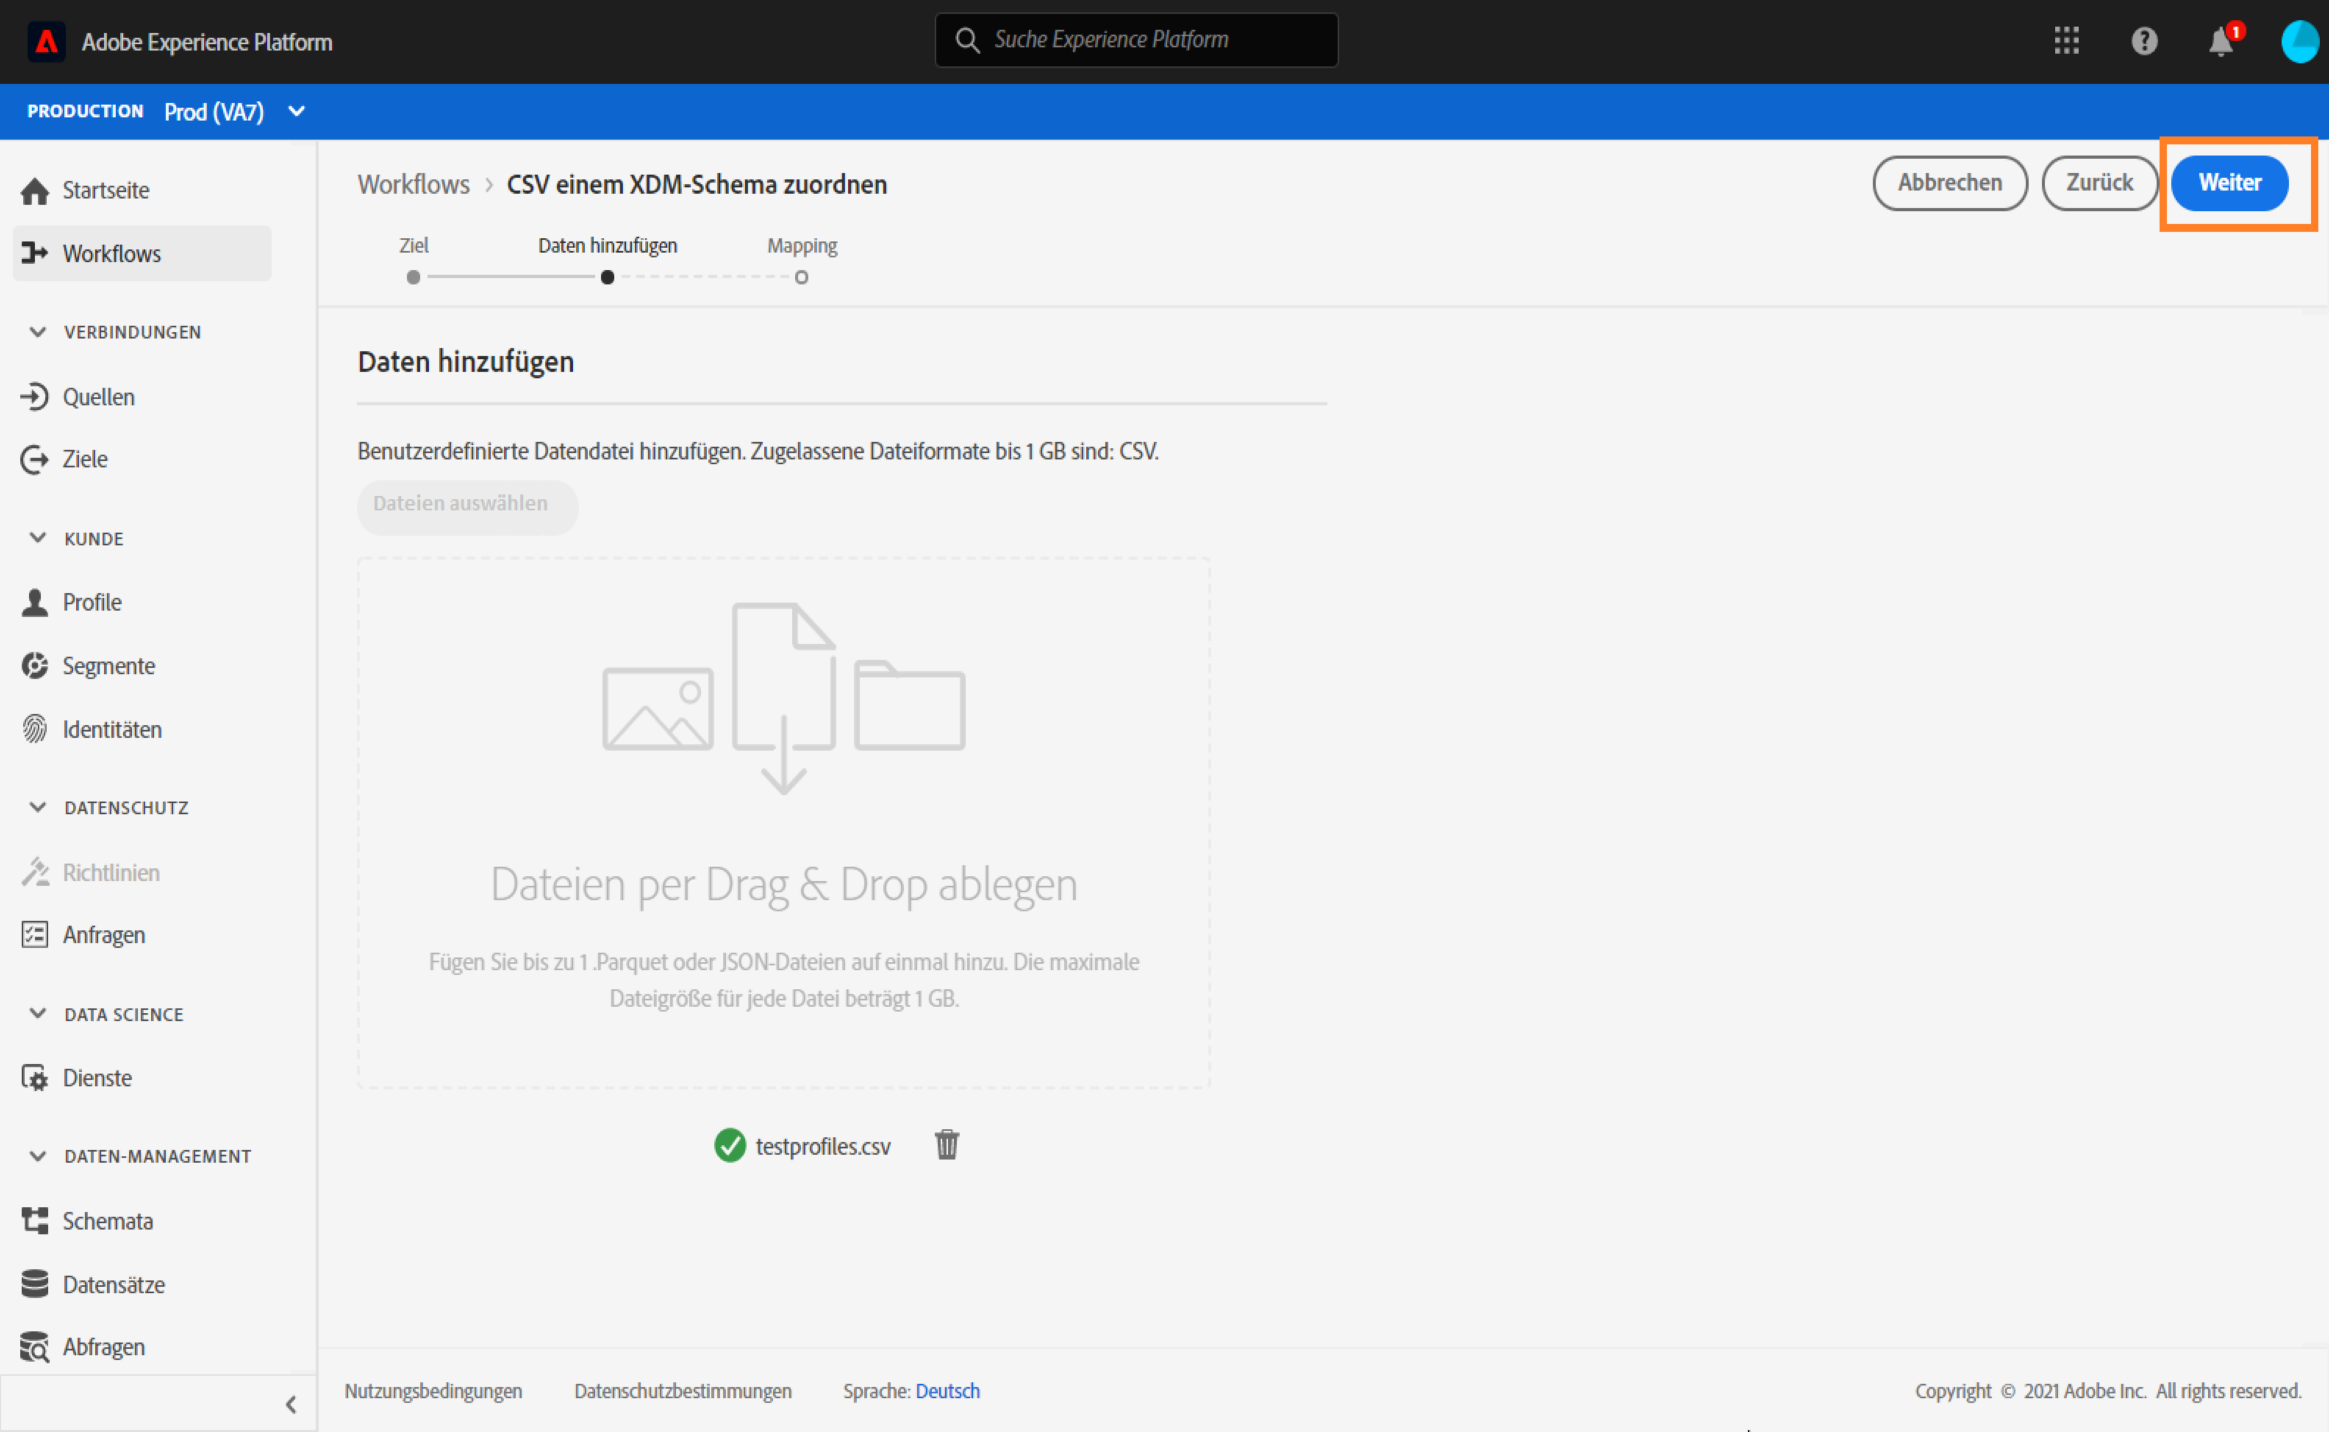 Adobe Experience Platform
Suche Experience Platform
1
PRODUCTION Prod (VA7)
Startseite
Workflows
VERBINDUNGEN
Quellen
Ziele
KUNDE
Profile
Segmente
Identitäten
DATENSCHUTZ
Richtlinien
Anfragen
DATA SCIENCE
Dienste
DATEN-MANAGEMENT
Schemata
Datensätze
Abfragen
Workflows > CSV einem XDM-Schema zuordnen
Abbrechen
Zurück
Weiter
Ziel
Daten hinzufügen
Mapping
Daten hinzufügen
Benutzerdefinierte Datendatei hinzufügen. Zugelassene Dateiformate bis 1 GB sind: CSV.
Dateien auswählen
Dateien per Drag & Drop ablegen
Fügen Sie bis zu 1 .Parquet oder JSON-Dateien auf einmal hinzu. Die maximale
Dateigröße für jede Datei beträgt 1 GB.
testprofiles.csv
Nutzungsbedingungen
Datenschutzbestimmungen
Sprache: Deutsch
Copyright © 2021 Adobe Inc. All rights reserved.